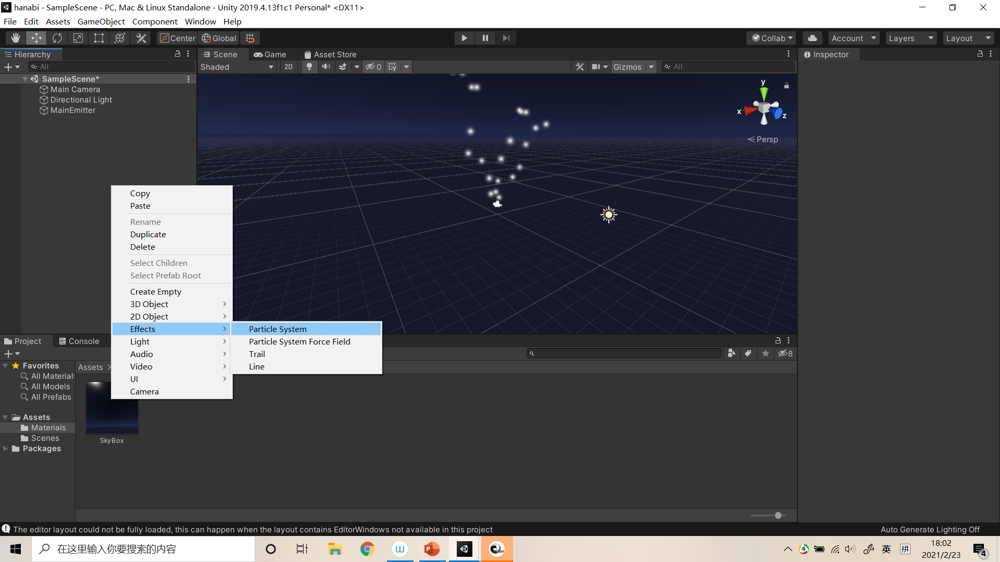 hanabi - SampleScene - PC, Mac & Linux Standalone - Unity 2019.4.13f1c1 Personal* <DX11>
File Edit Assets GameObject Component Window Help
Center Global Collab Account Layers Layout
Hierarchy
All
SampleScene*
Main Camera
Directional Light
MainEmitter
Scene Game Asset Store
Shaded 2D 0 Gizmos All
y
x
z
Persp
Inspector
Copy
Paste
Rename
Duplicate
Delete
Select Children
Select Prefab Root
Create Empty
3D Object
2D Object
Effects
Light
Audio
Video
UI
Camera
Particle System
Particle System Force Field
Trail
Line
Project Console
8
Favorites
All Materials
All Models
All Prefabs
Assets
Materials
Scenes
Packages
Assets
SkyBox
The editor layout could not be fully loaded, this can happen when the layout contains EditorWindows not available in this project
Auto Generate Lighting Off
在这里输入你要搜索的内容
英 拼
18:02
2021/2/23
4